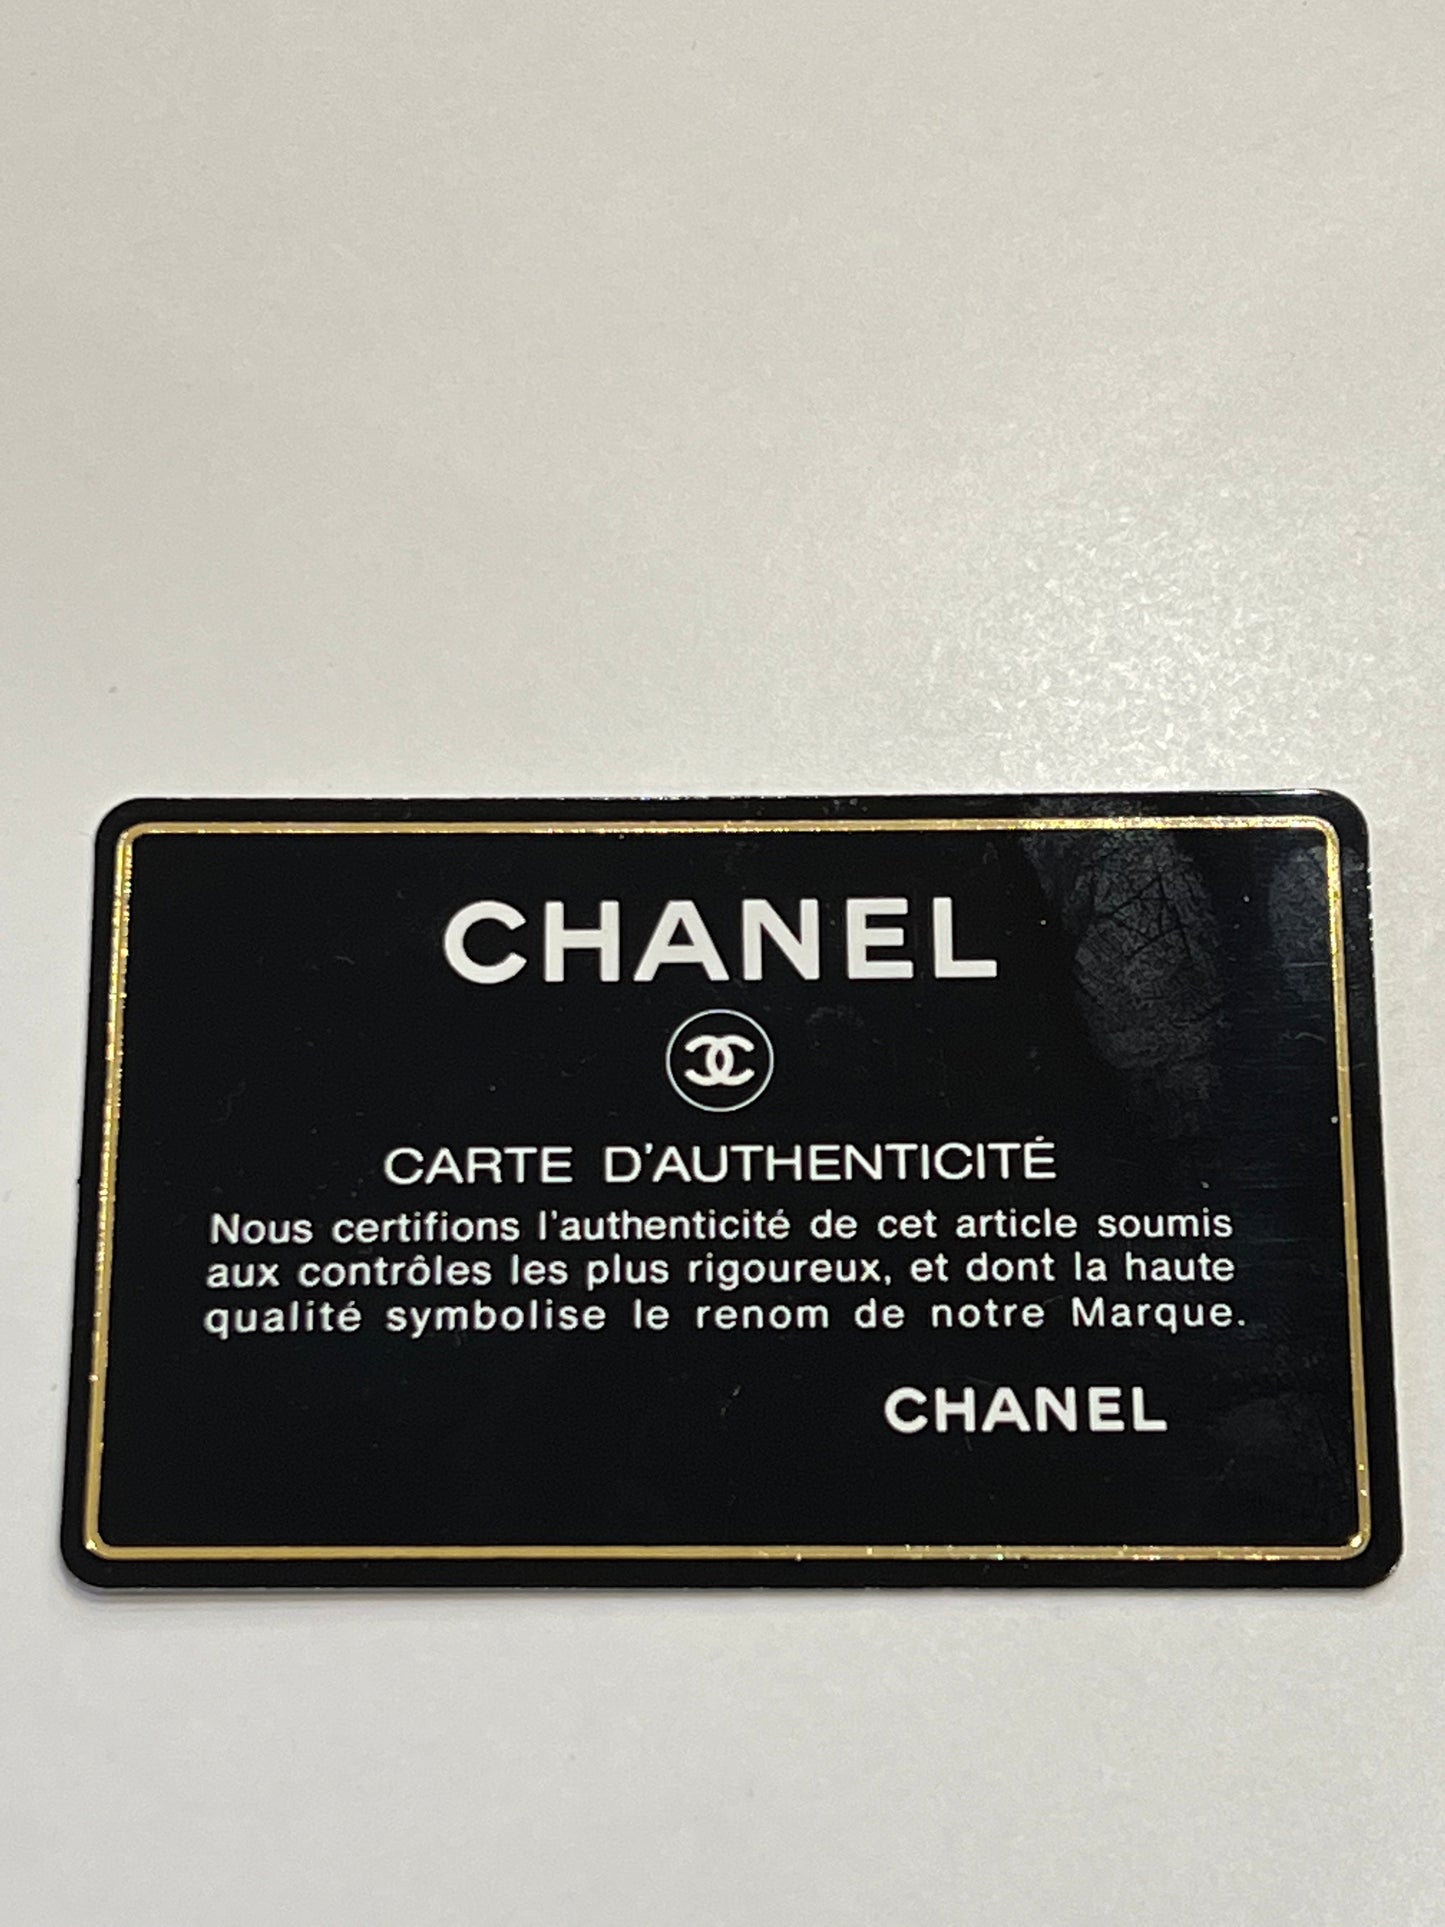 CHANEL
CARTE D'AUTHENTICITÉ
Nous certifions l'authenticité de cet article soumis
aux contrôles les plus rigoureux, et dont la haute
qualité symbolise le renom de notre Marque.
CHANEL